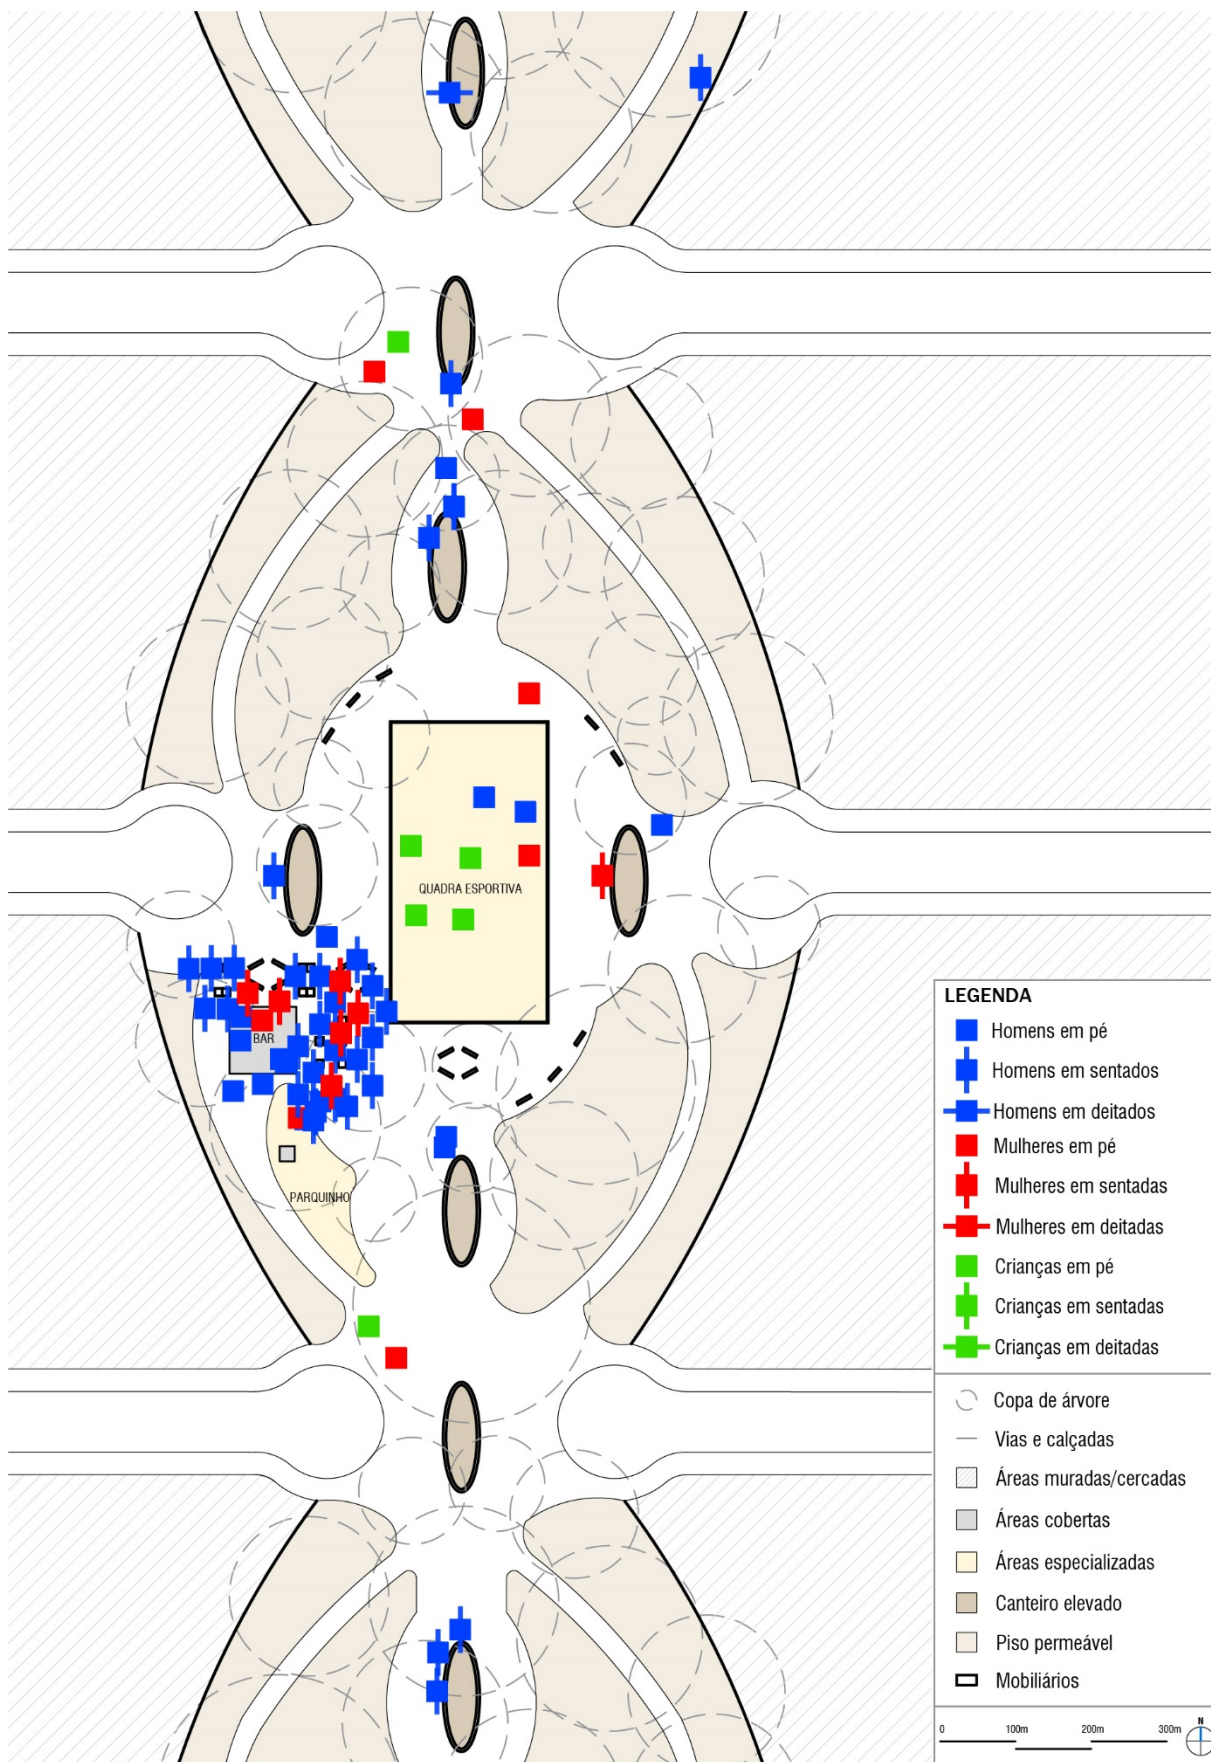 QUADRA ESPORTIVA
BAR
PARQUINHO
LEGENDA
Homens em pé
Homens em sentados
Homens em deitados
Mulheres em pé
Mulheres em sentadas
Mulheres em deitadas
Crianças em pé
Crianças em sentadas
Crianças em deitadas
Copa de árvore
Vias e calçadas
Áreas muradas/cercadas
Áreas cobertas
Áreas especializadas
Canteiro elevado
Piso permeável
Mobiliários
0 100m 200m 300m N